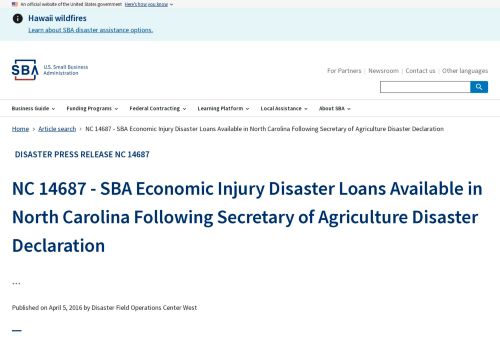 An official website of the United States government Here's how you know
Hawaii wildfires
Learn about SBA disaster assistance options.
SBA U.S. Small Business
Administration
For Partners Newsroom Contact us Other languages
Business Guide Funding Programs Federal Contracting Learning Platform Local Assistance About SBA
Home > Article search > NC 14687 - SBA Economic Injury Disaster Loans Available in North Carolina Following Secretary of Agriculture Disaster Declaration
DISASTER PRESS RELEASE NC 14687
NC 14687 - SBA Economic Injury Disaster Loans Available in
North Carolina Following Secretary of Agriculture Disaster
Declaration
...
Published on April 5, 2016 by Disaster Field Operations Center West